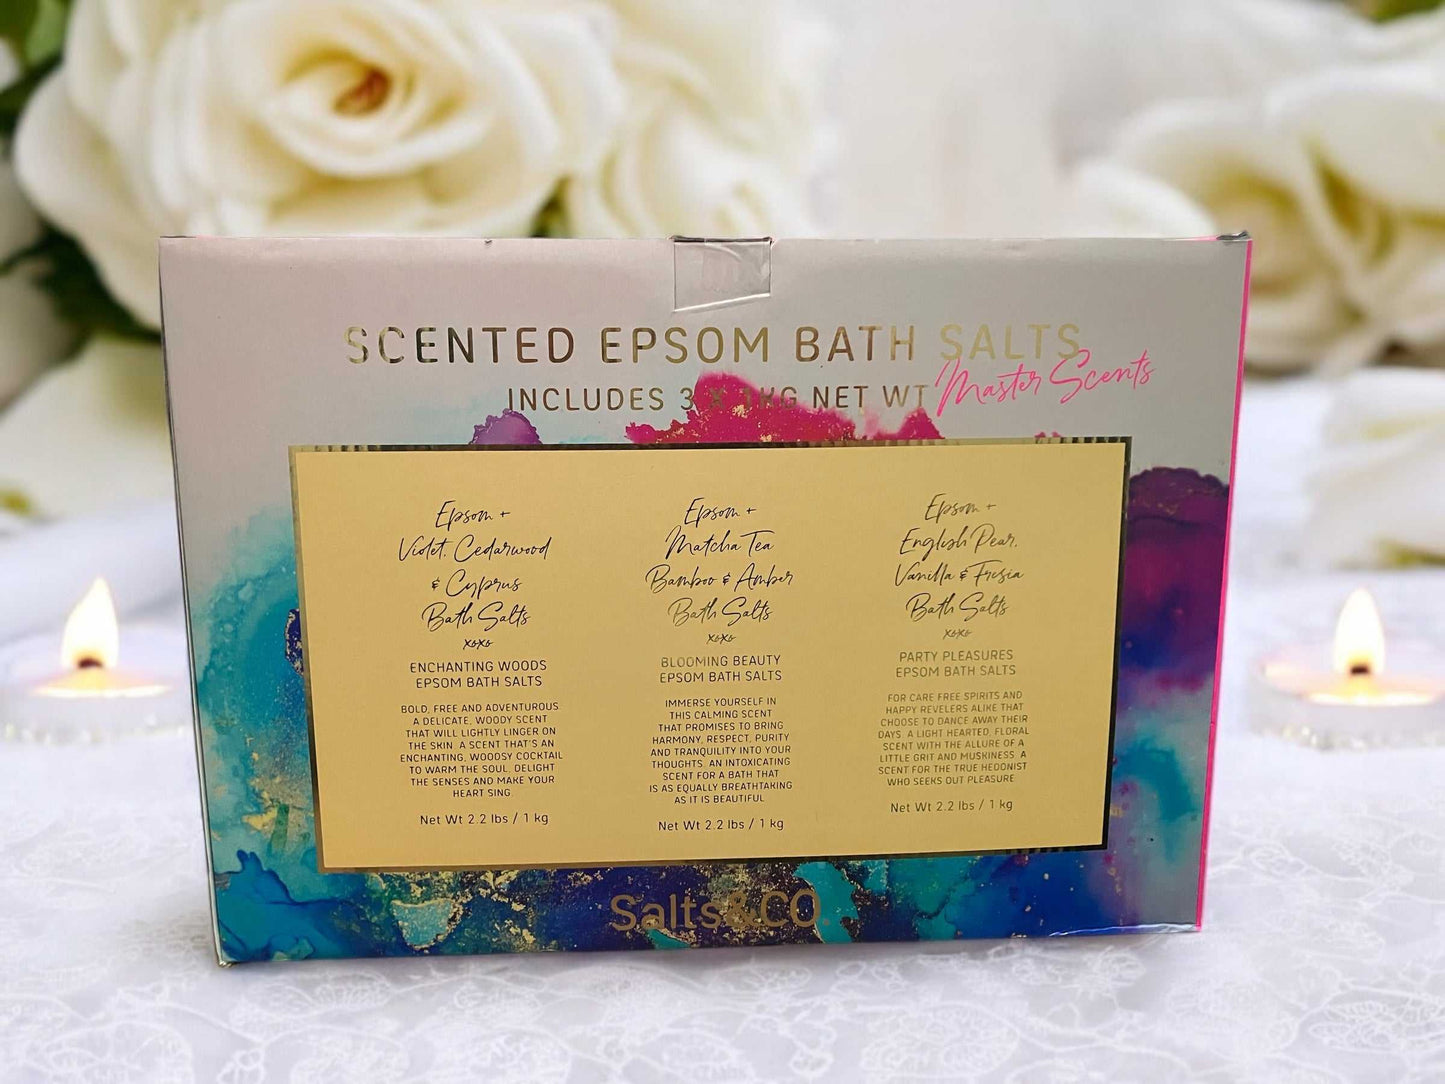 SCENTED EPSOM BATH SALTS
INCLUDES 3 X 1KG NET WT
Master Scents
Epsom +
Violet, Cedarwood
& Cyprus
Bath Salts
xoxo
ENCHANTING WOODS
EPSOM BATH SALTS
BOLD, FREE AND ADVENTUROUS.
A DELICATE, WOODY SCENT
THAT WILL LIGHTLY LINGER ON
THE SKIN. A SCENT THAT'S AN
ENCHANTING, WOODSY COCKTAIL
TO WARM THE SOUL, DELIGHT
THE SENSES AND MAKE YOUR
HEART SING.
Net Wt 2.2 lbs / 1 kg
Epsom +
Matcha Tea
Bamboo & Amber
Bath Salts
xoxo
BLOOMING BEAUTY
EPSOM BATH SALTS
IMMERSE YOURSELF IN
THIS CALMING SCENT
THAT PROMISES TO BRING
HARMONY, RESPECT, PURITY
AND TRANQUILITY INTO YOUR
THOUGHTS. AN INTOXICATING
SCENT FOR A BATH THAT
IS AS EQUALLY BREATHTAKING
AS IT IS BEAUTIFUL
Net Wt 2.2 lbs / 1 kg
Epsom +
English Pear,
Vanilla & Fresia
Bath Salts
xoxo
PARTY PLEASURES
EPSOM BATH SALTS
FOR CARE FREE SPIRITS AND
HAPPY REVELERS ALIKE THAT
CHOOSE TO DANCE AWAY THEIR
DAYS. A LIGHT HEARTED, FLORAL
SCENT WITH THE ALLURE OF A
LITTLE GRIT AND MUSKINESS. A
SCENT FOR THE TRUE HEDONIST
WHO SEEKS OUT PLEASURE
Net Wt 2.2 lbs / 1 kg
Salts&CO.